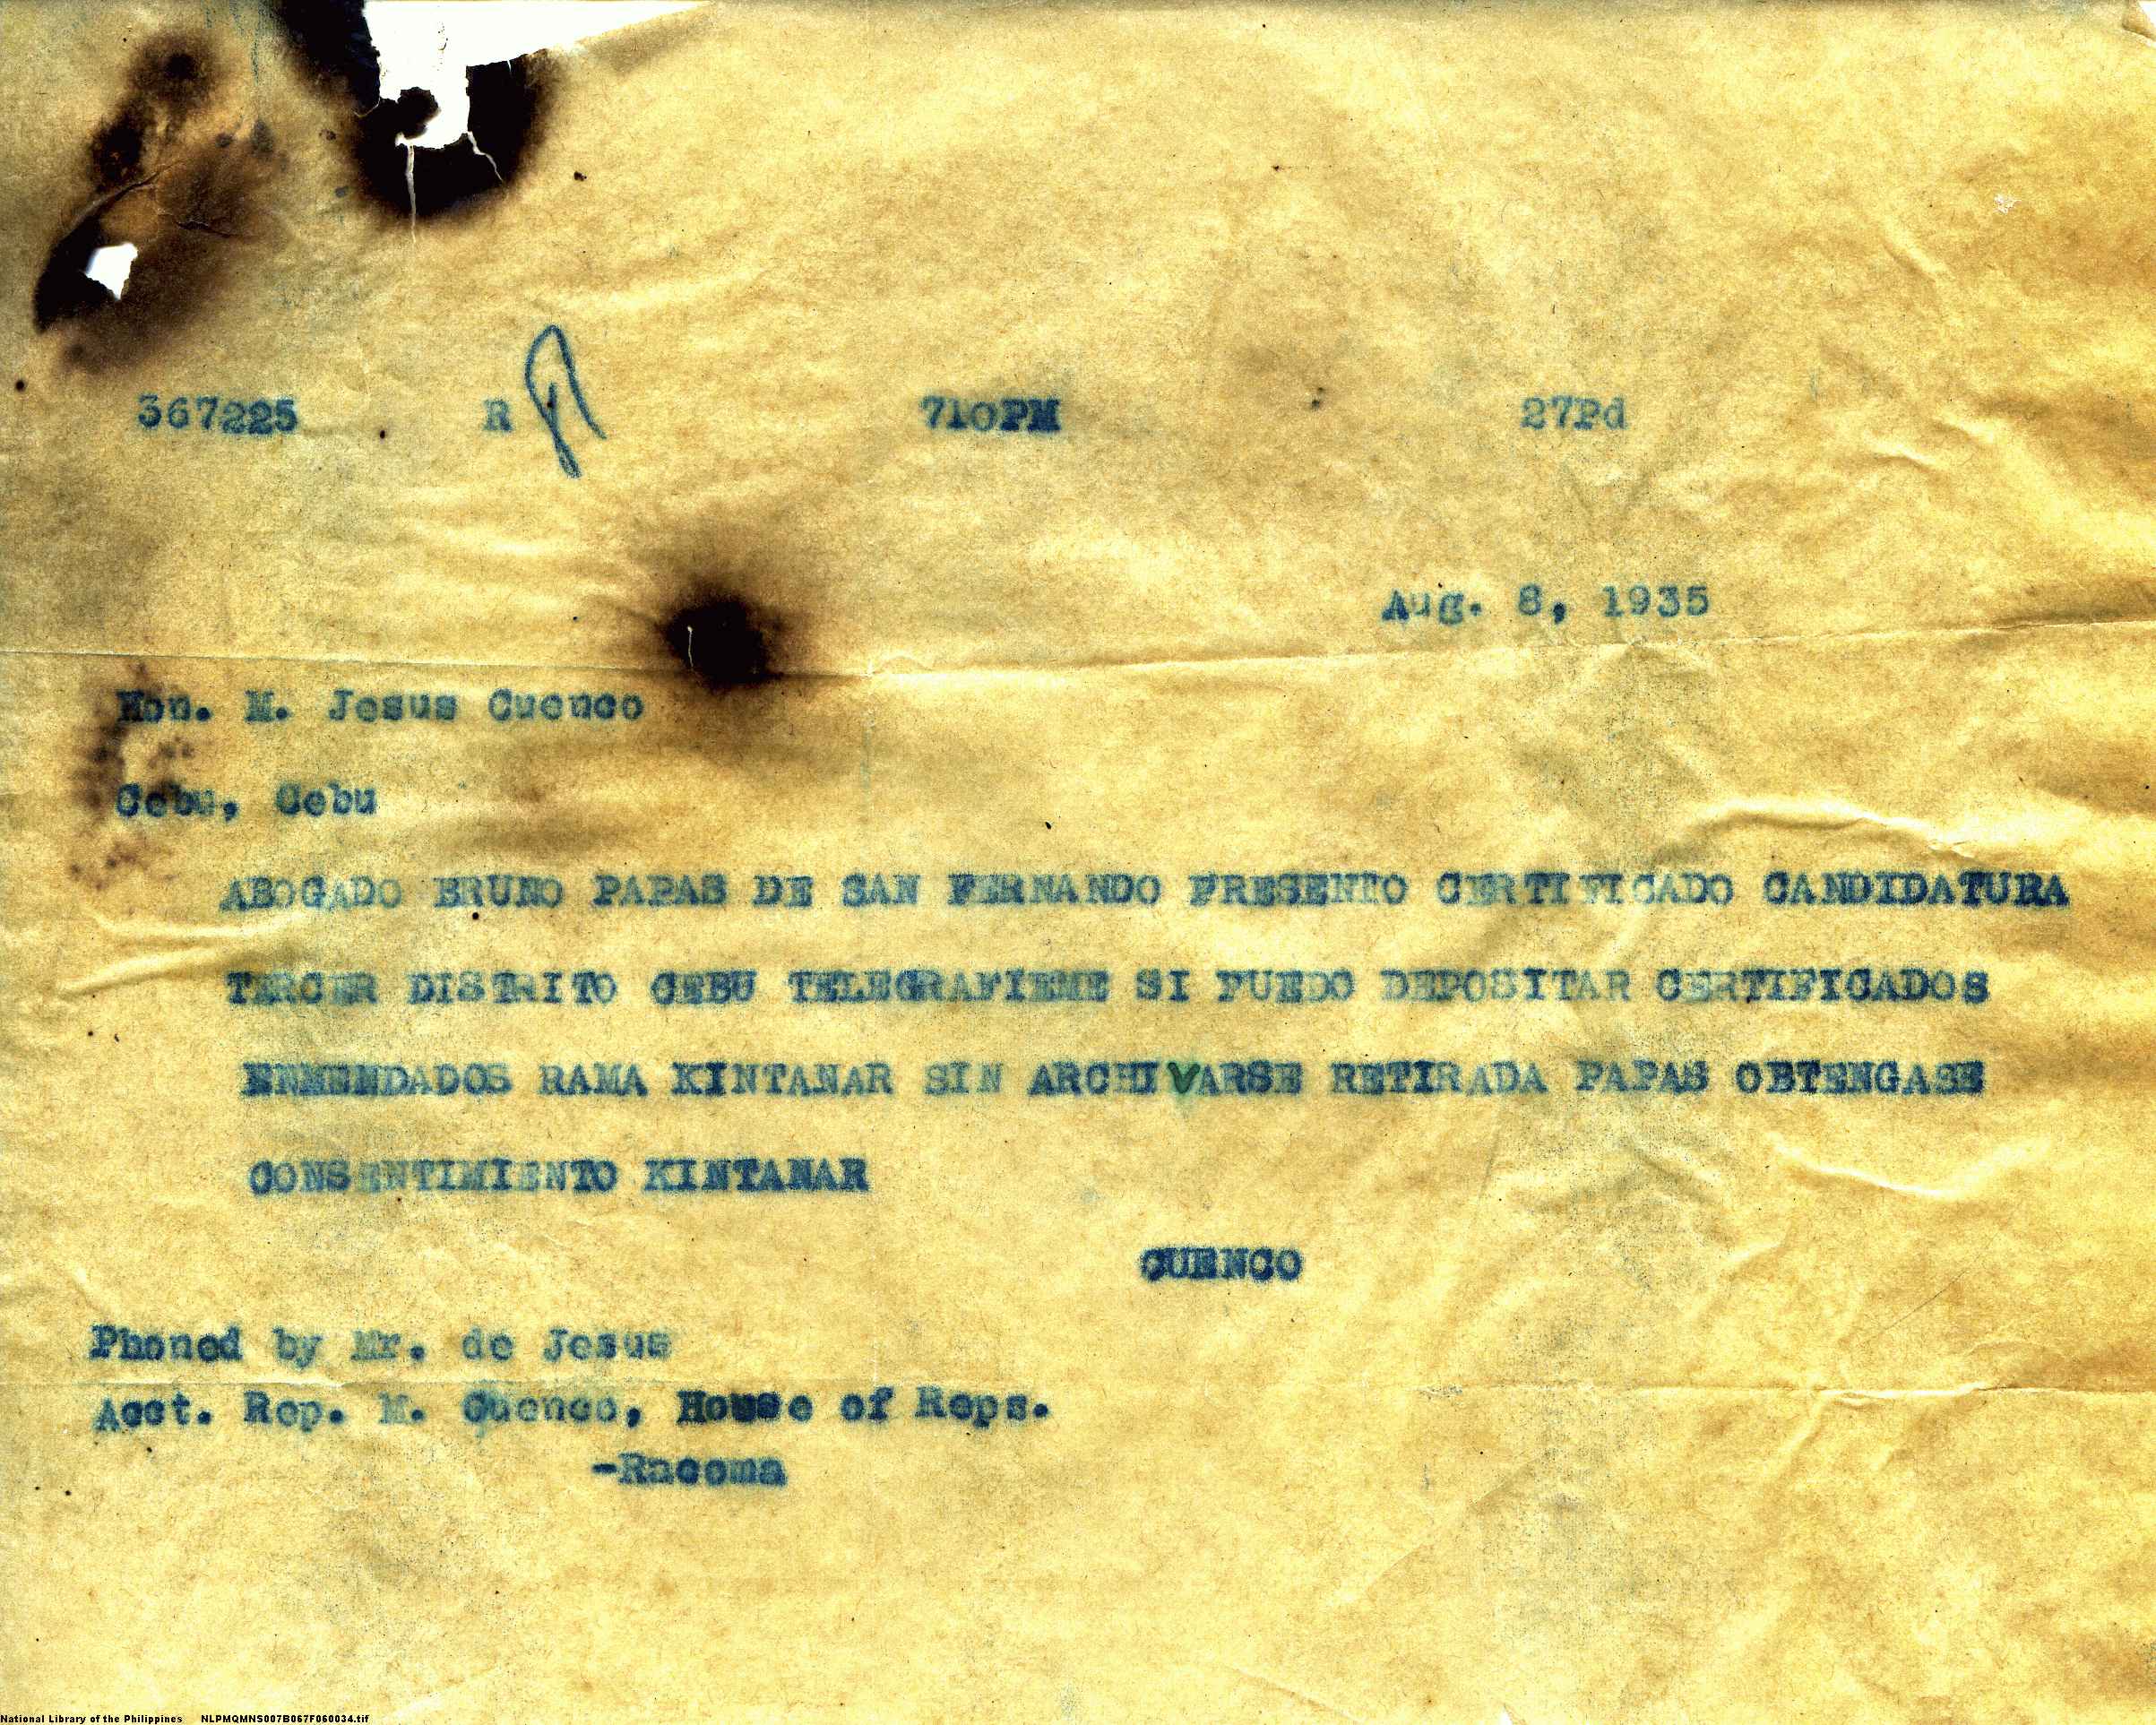 367225 R 710PM 27Pd
Aug. 8, 1935
Hon. M. Jesus Cuenco
Cebu, Cebu
ABOGADO BRUNO PAPAS DE SAN FERNANDO PRESENTO CERTIFICADO CANDIDATURA
TERCER DISTRITO CEBU TELEGRAFIEME SI PUEDO DEPOSITAR CERTIFICADOS
ENMENDADOS RAMA KINTANAR SIN ARCHIVARSE RETIRADA PAPAS OBTENGASE
CONSENTIMIENTO KINTANAR
CUENCO
Phoned by Mr. de Jesus
Acct. Rep. M. Cuenco, House of Reps.
-Racoma
National Library of the Philippines NLPMQMNS007B067F060034.tif